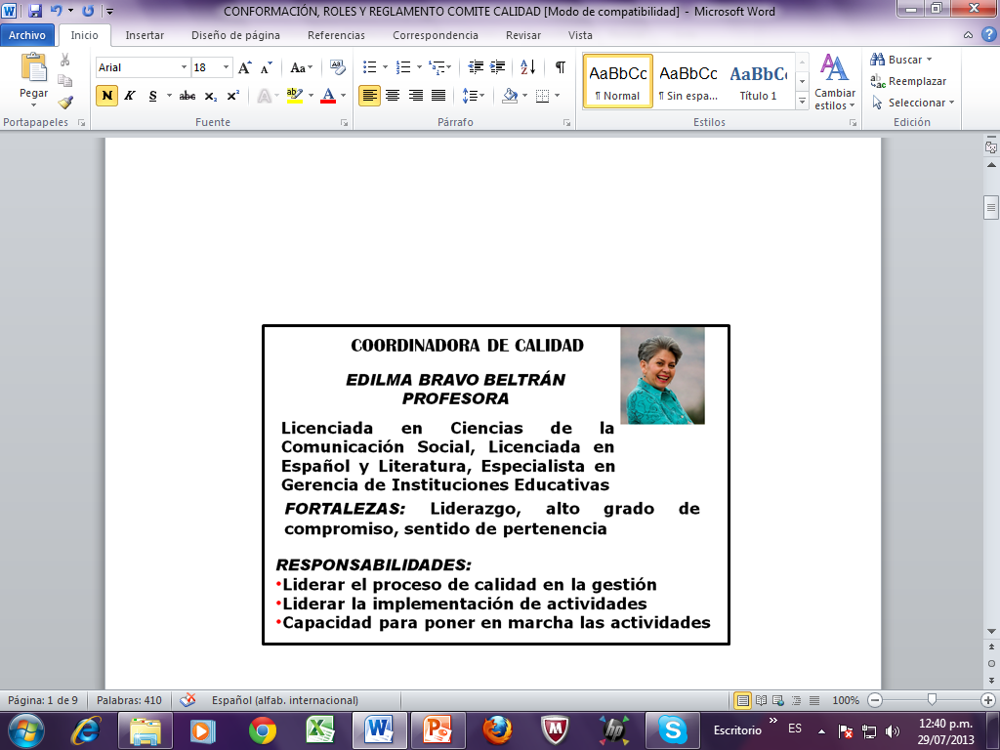 CONFORMACIÓN, ROLES Y REGLAMENTO COMITE CALIDAD [Modo de compatibilidad] - Microsoft Word
Archivo Inicio Insertar Diseño de página Referencias Correspondencia Revisar Vista
Arial 18
Pegar
N K S abc x₂ x²
AaBbCc AaBbCc AaBbCc
¶ Normal ¶ Sin espa... Título 1
Cambiar estilos
Buscar
Reemplazar
Seleccionar
Portapapeles Fuente Párrafo Estilos Edición
COORDINADORA DE CALIDAD
EDILMA BRAVO BELTRÁN
PROFESORA
Licenciada en Ciencias de la
Comunicación Social, Licenciada en
Español y Literatura, Especialista en
Gerencia de Instituciones Educativas
FORTALEZAS: Liderazgo, alto grado de
compromiso, sentido de pertenencia
RESPONSABILIDADES:
•Liderar el proceso de calidad en la gestión
•Liderar la implementación de actividades
•Capacidad para poner en marcha las actividades
Página: 1 de 9 Palabras: 410 Español (alfab. internacional) 100%
Escritorio » ES 12:40 p.m.
29/07/2013